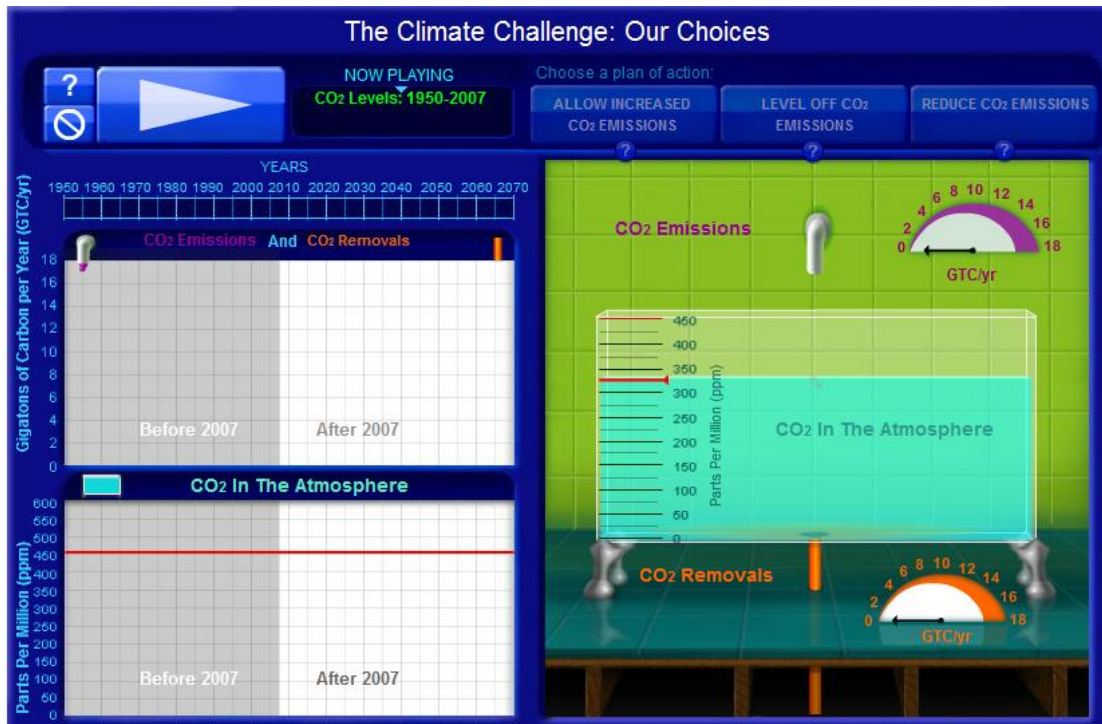 The Climate Challenge: Our Choices
?
NOW PLAYING
CO2 Levels: 1950-2007
Choose a plan of action:
ALLOW INCREASED
CO2 EMISSIONS
LEVEL OFF CO2
EMISSIONS
REDUCE CO2 EMISSIONS
?
?
?
YEARS
1950 1960 1970 1980 1990 2000 2010 2020 2030 2040 2050 2060 2070
CO2 Emissions And CO2 Removals
Gigatons of Carbon per Year (GTC/yr)
18
16
14
12
10
8
6
4
2
0
Before 2007
After 2007
CO2 In The Atmosphere
Parts Per Million (ppm)
600
550
500
450
400
350
300
250
200
150
100
50
0
Before 2007
After 2007
CO2 Emissions
0 2 4 6 8 10 12 14 16 18
GTC/yr
450
400
350
300
250
200
150
100
50
0
Parts Per Million (ppm)
CO2 In The Atmosphere
CO2 Removals
0 2 4 6 8 10 12 14 16 18
GTC/yr